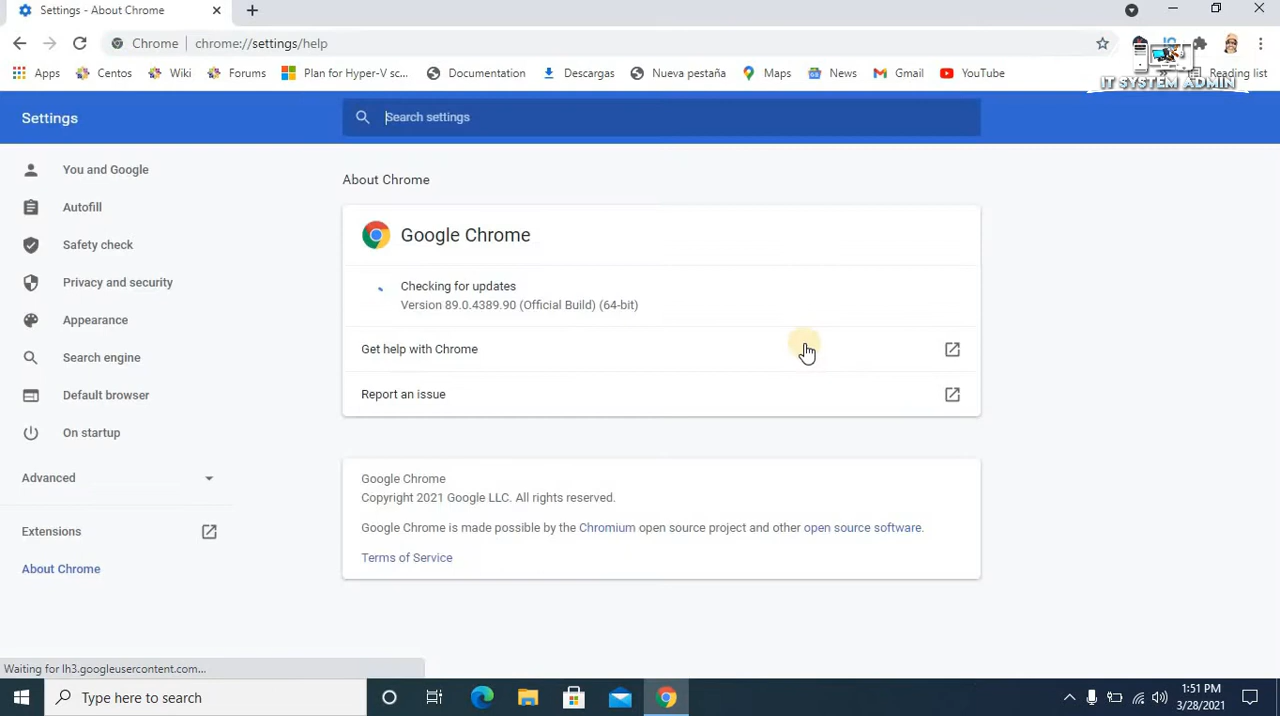 Settings - About Chrome
Chrome
chrome://settings/help
Apps
Centos
Wiki
Forums
Plan for Hyper-V sc...
Documentation
Descargas
Nueva pestaña
Maps
News
Gmail
YouTube
Reading list
IT SYSTEM ADMIN
Settings
Search settings
You and Google
Autofill
Safety check
Privacy and security
Appearance
Search engine
Default browser
On startup
Advanced
Extensions
About Chrome
About Chrome
Google Chrome
Checking for updates
Version 89.0.4389.90 (Official Build) (64-bit)
Get help with Chrome
Report an issue
Google Chrome
Copyright 2021 Google LLC. All rights reserved.
Google Chrome is made possible by the Chromium open source project and other open source software.
Terms of Service
Waiting for lh3.googleusercontent.com...
Type here to search
1:51 PM
3/28/2021